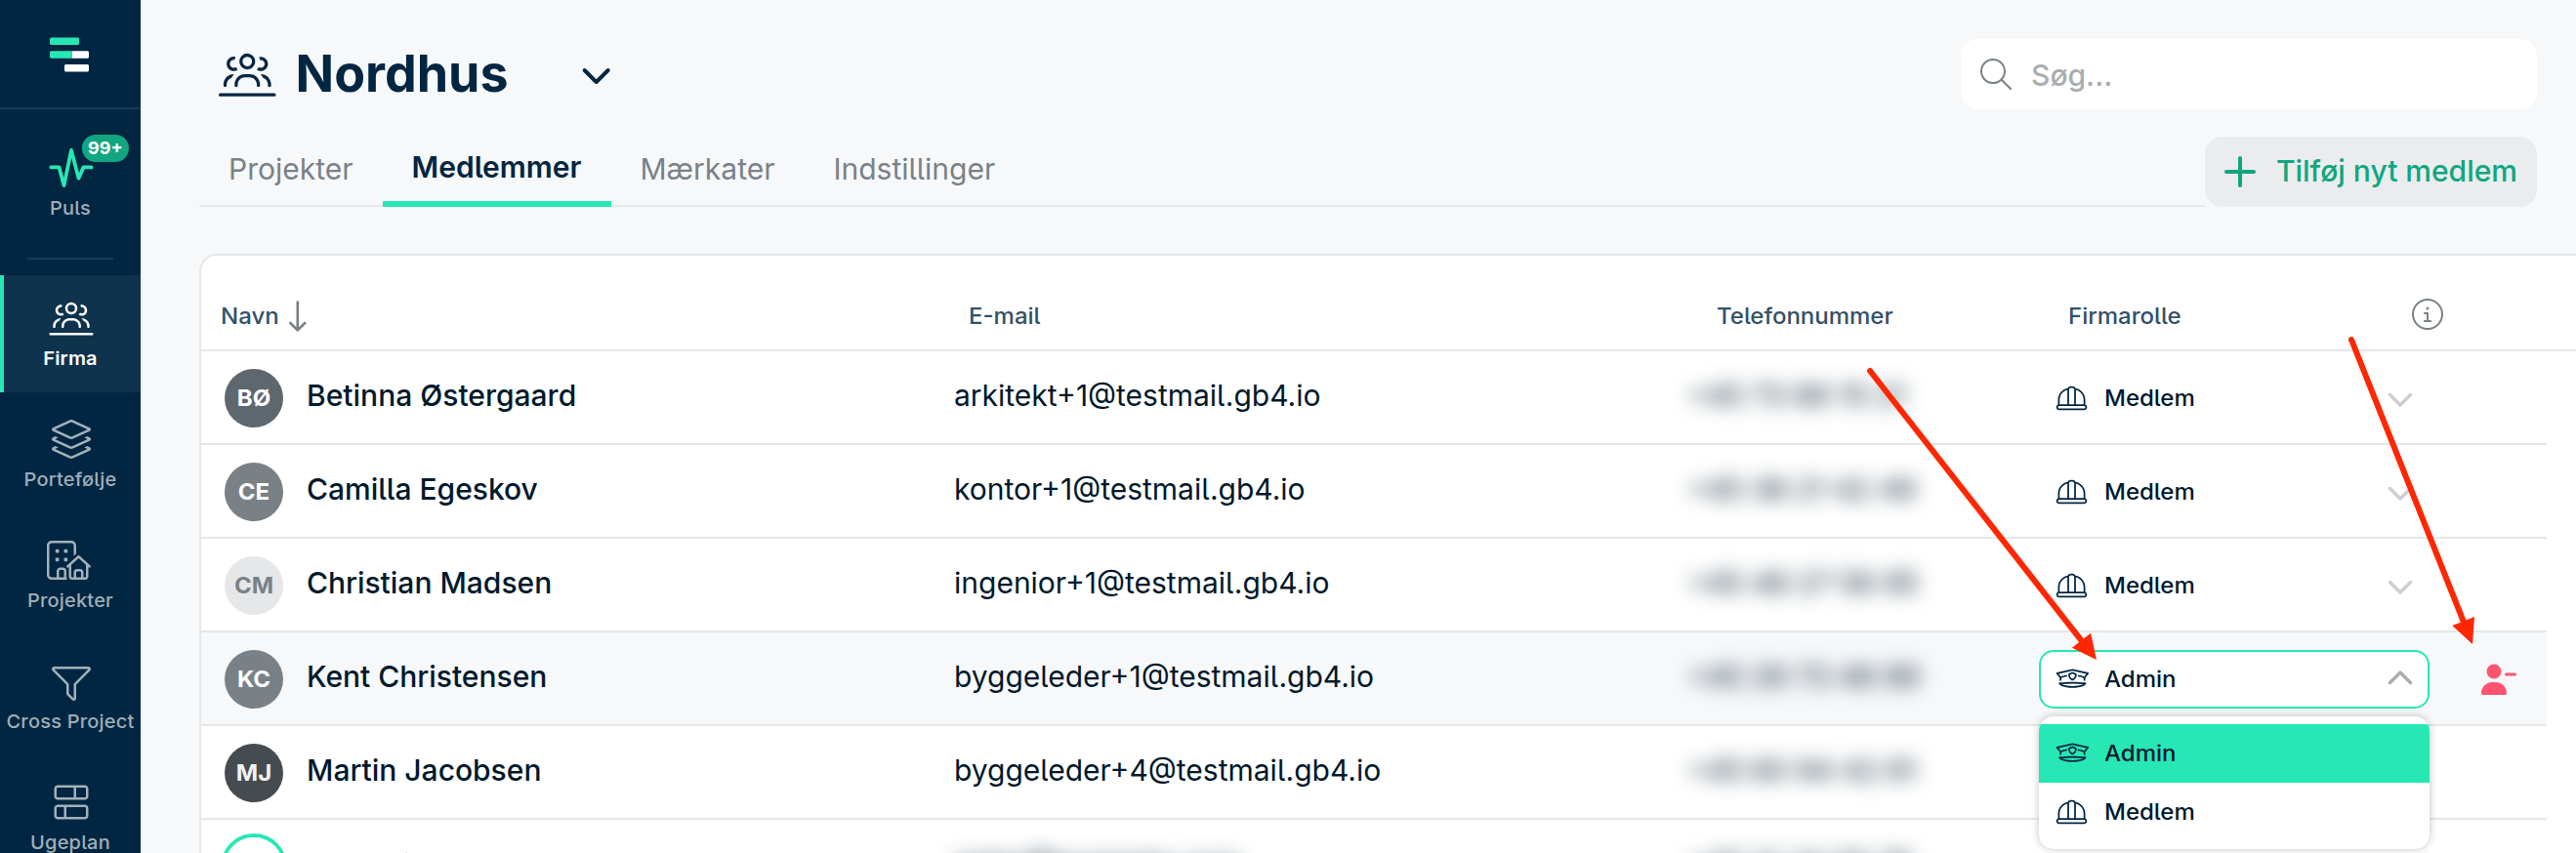 Nordhus
Søg...
Projekter Medlemmer Mærkater Indstillinger
Tilføj nyt medlem
99+
Puls
Firma
Portefølje
Projekter
Cross Project
Ugeplan
Navn E-mail Telefonnummer Firmarolle
BØ Betinna Østergaard arkitekt+1@testmail.gb4.io Medlem
CE Camilla Egeskov kontor+1@testmail.gb4.io Medlem
CM Christian Madsen ingenior+1@testmail.gb4.io Medlem
KC Kent Christensen byggeleder+1@testmail.gb4.io Admin
MJ Martin Jacobsen byggeleder+4@testmail.gb4.io
Admin
Medlem